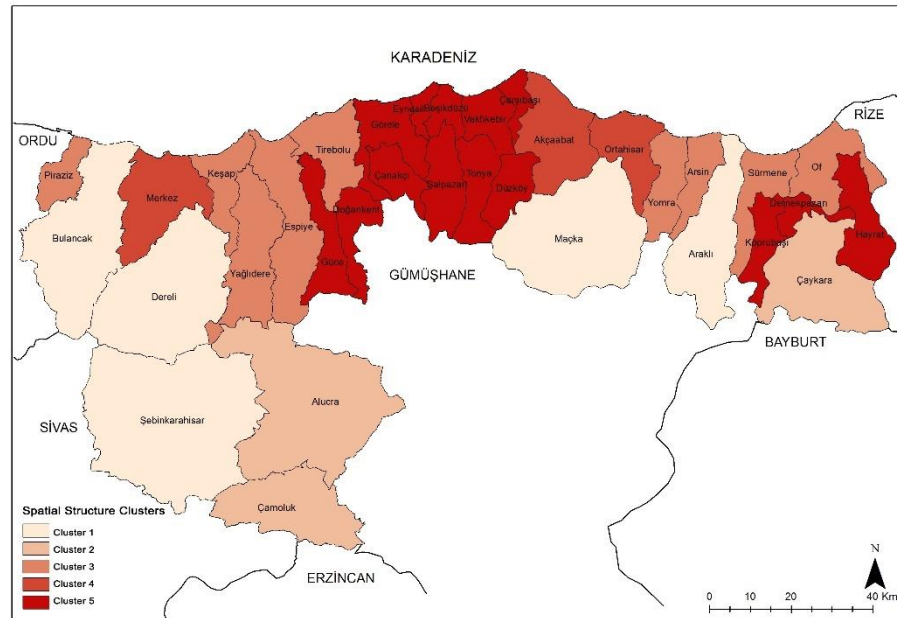 KARADENİZ
ORDU
RİZE
Piraziz
Bulancak
Merkez
Dereli
Keşap
Yağlıdere
Espiye
Tirebolu
Güce
Doğankent
Görele
Çanakçı
Eynesil
Beşikdüzü
Şalpazarı
Vakfıkebir
Tonya
Çarşıbaşı
Düzköy
Akçaabat
Ortahisar
Maçka
Yomra
Arsin
Araklı
Sürmene
Köprübaşı
Of
Dernekpazarı
Hayrat
Çaykara
GÜMÜŞHANE
BAYBURT
SİVAS
Şebinkarahisar
Alucra
Çamoluk
ERZİNCAN
Spatial Structure Clusters
Cluster 1
Cluster 2
Cluster 3
Cluster 4
Cluster 5
N
0 10 20 40 Km